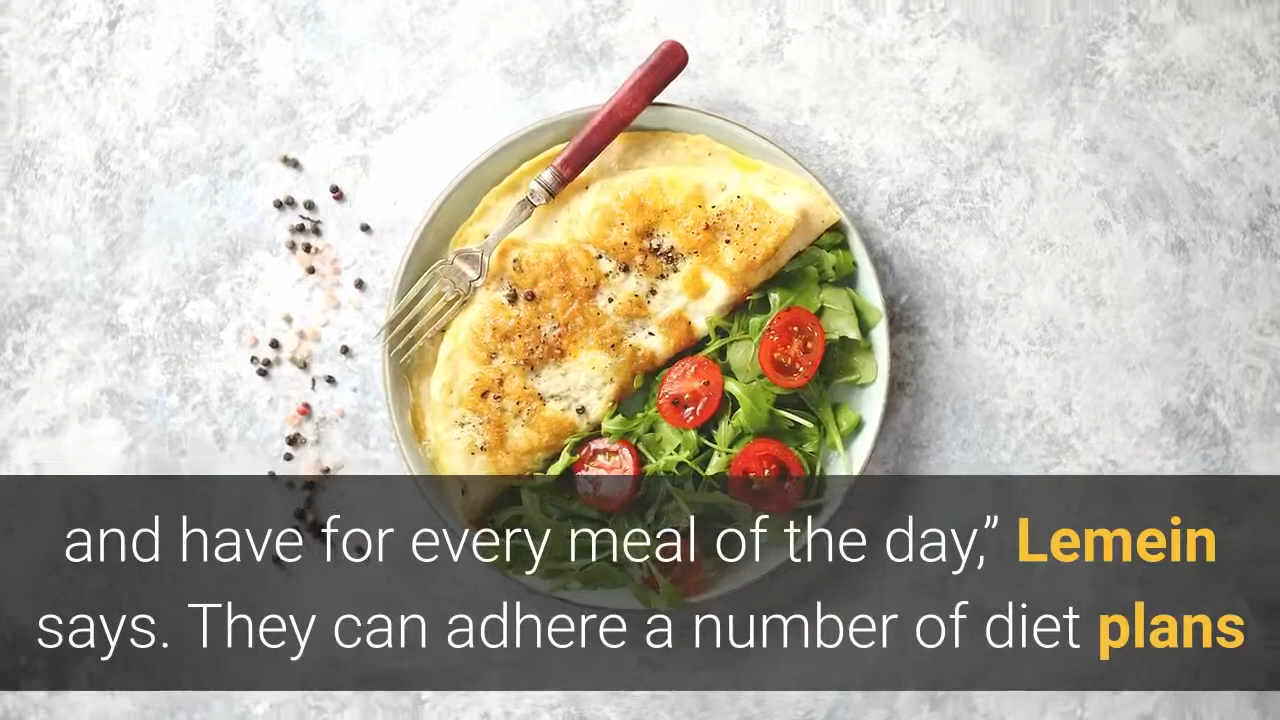 and have for every meal of the day,” Lemein
says. They can adhere a number of diet plans